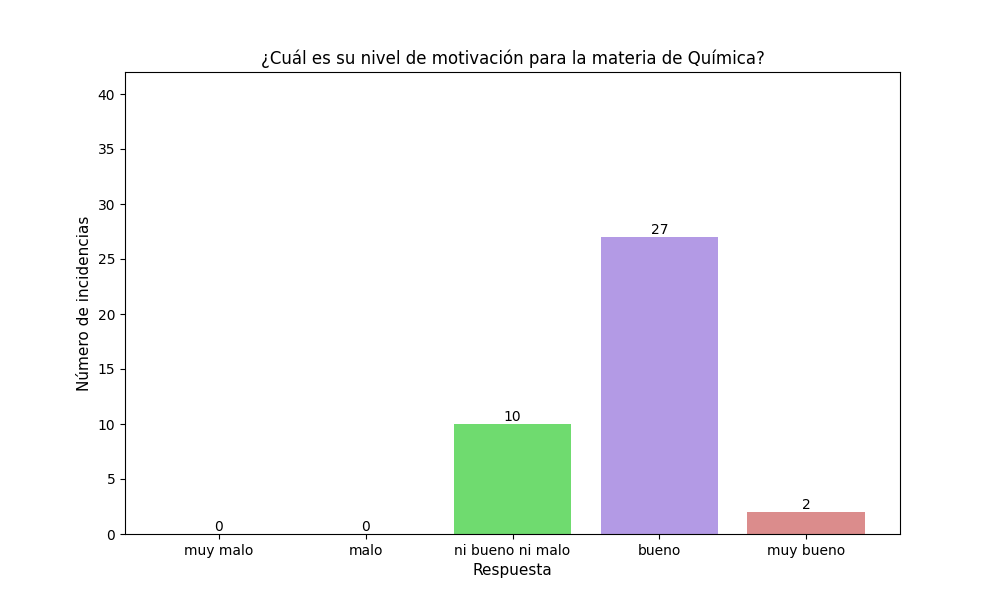 ¿Cuál es su nivel de motivación para la materia de Química?
Número de incidencias
40
35
30
25
20
15
10
5
0
0
0
10
27
2
muy malo
malo
ni bueno ni malo
bueno
muy bueno
Respuesta